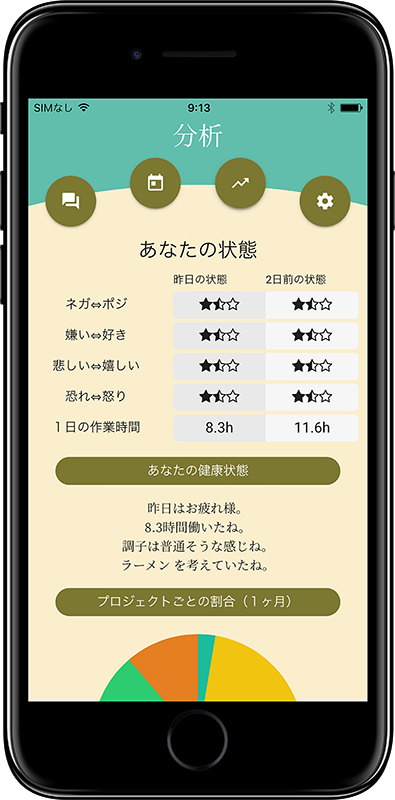 SIMなし 9:13
分析
あなたの状態
昨日の状態 2日前の状態
ネガ⇔ポジ
嫌い⇔好き
悲しい⇔嬉しい
恐れ⇔怒り
１日の作業時間 8.3h 11.6h
あなたの健康状態
昨日はお疲れ様。
8.3時間働いたね。
調子は普通そうな感じね。
ラーメン を考えていたね。
プロジェクトごとの割合（１ヶ月）